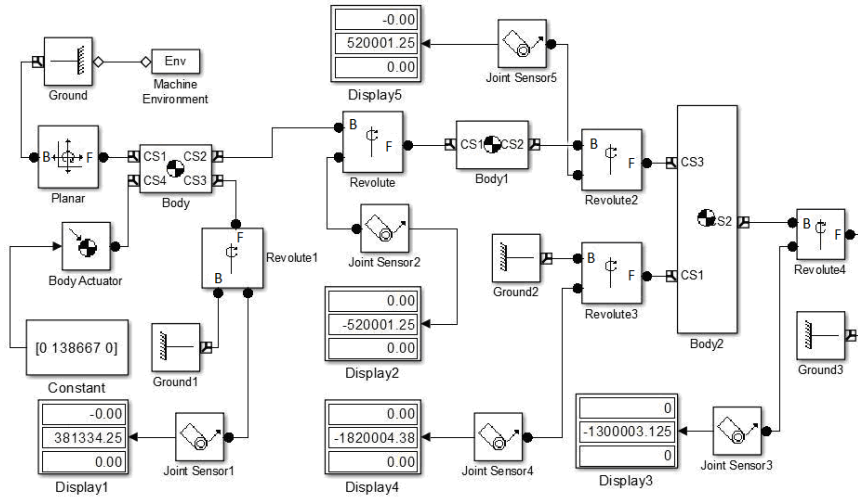 -0.00
520001.25
0.00
Display5
Joint Sensor5
Ground
Env
Machine
Environment
B
F
Planar
CS1
CS2
CS4
CS3
Body
B
F
Revolute
CS1
CS2
Body1
B
F
Revolute2
CS3
CS2
CS1
Body2
B
F
Revolute4
Body Actuator
F
B
Revolute1
Joint Sensor2
Ground2
B
F
Revolute3
[0 138667 0]
Constant
Ground1
0.00
-520001.25
0.00
Display2
Ground3
-0.00
381334.25
0.00
Display1
Joint Sensor1
0.00
-1820004.38
0.00
Display4
Joint Sensor4
0
-1300003.125
0
Display3
Joint Sensor3